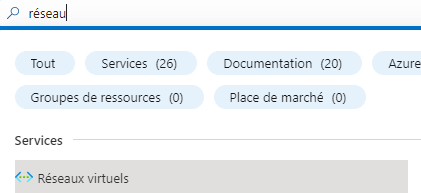 réseau
Tout Services (26) Documentation (20) Azure
Groupes de ressources (0) Place de marché (0)
Services
Réseaux virtuels